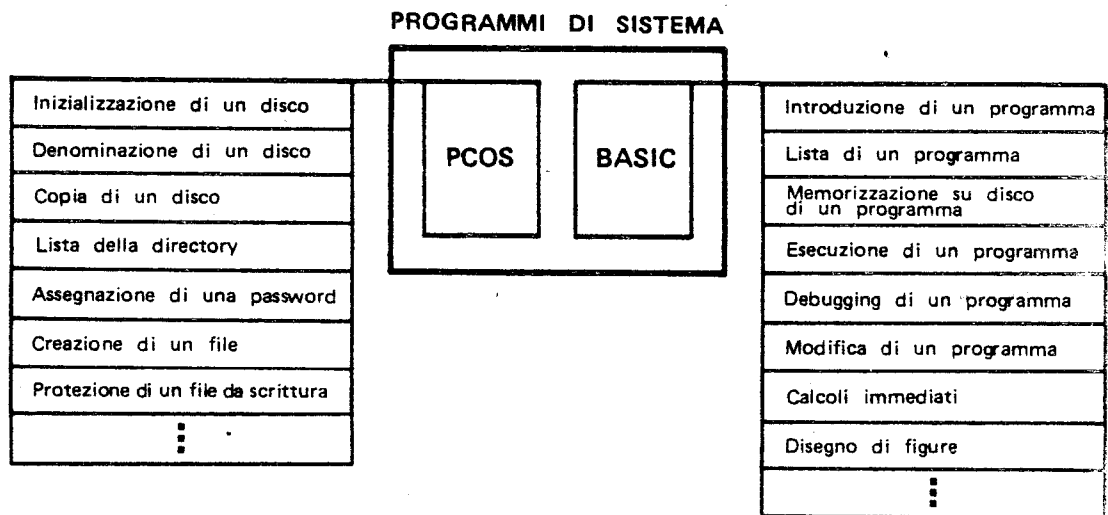 PROGRAMMI DI SISTEMA
Inizializzazione di un disco
Denominazione di un disco
Copia di un disco
Lista della directory
Assegnazione di una password
Creazione di un file
Protezione di un file da scrittura
PCOS
BASIC
Introduzione di un programma
Lista di un programma
Memorizzazione su disco
di un programma
Esecuzione di un programma
Debugging di un programma
Modifica di un programma
Calcoli immediati
Disegno di figure